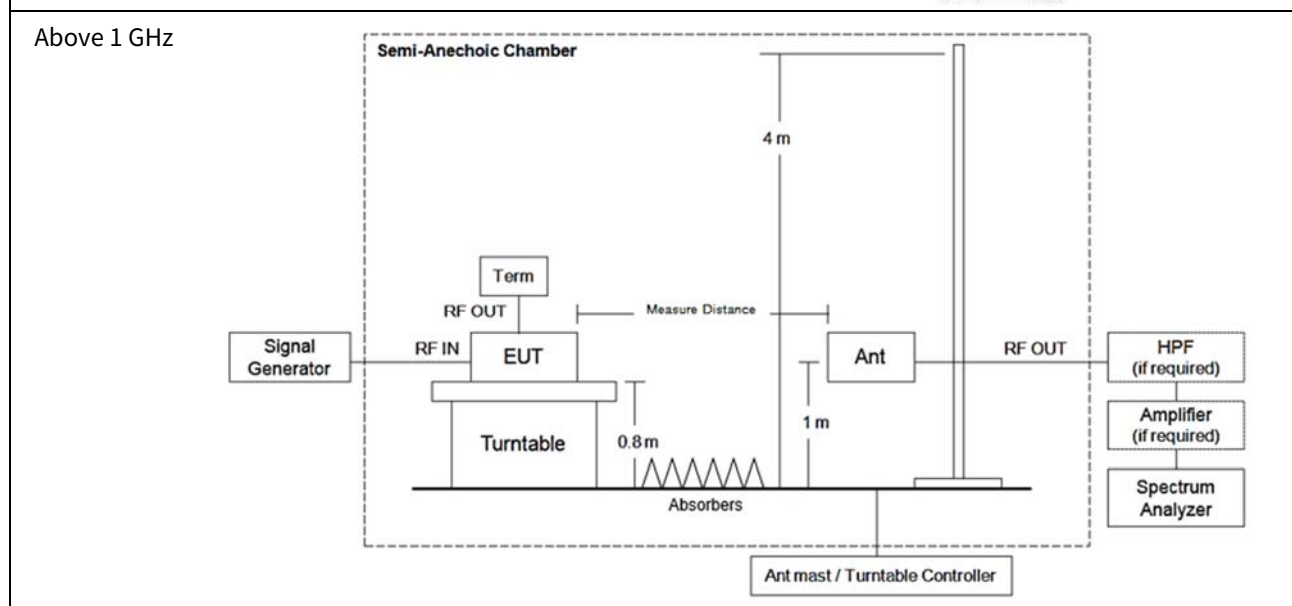 Above 1 GHz
Semi-Anechoic Chamber
4 m
Term
RF OUT
Measure Distance
Signal
Generator
RF IN
EUT
Ant
RF OUT
HPF
(if required)
Turntable
0.8 m
1 m
Amplifier
(if required)
Absorbers
Spectrum
Analyzer
Ant mast / Turntable Controller